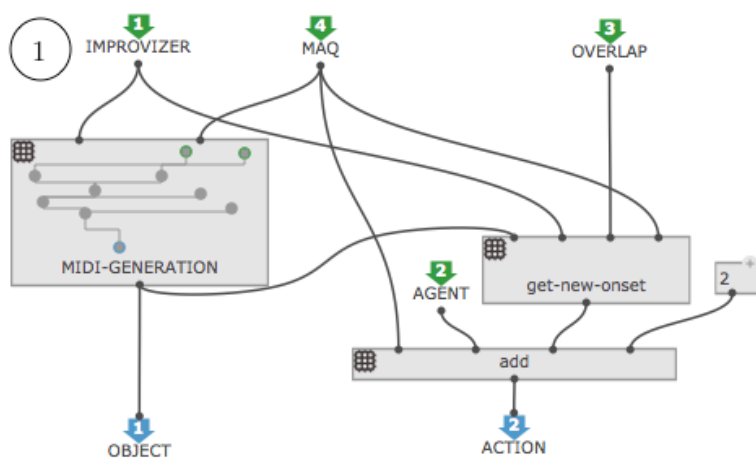 1
1
IMPROVIZER
4
MAQ
3
OVERLAP
MIDI-GENERATION
2
AGENT
get-new-onset
2
add
1
OBJECT
2
ACTION